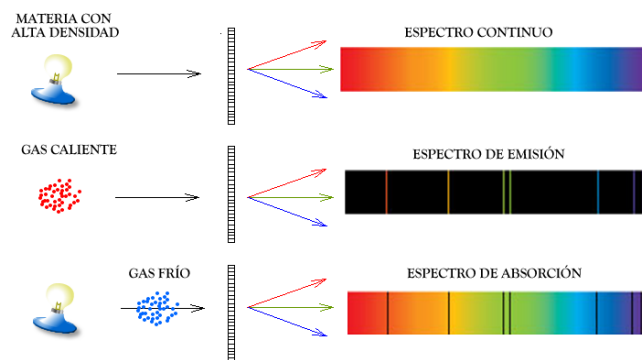 MATERIA CON
ALTA DENSIDAD
ESPECTRO CONTINUO
GAS CALIENTE
ESPECTRO DE EMISIÓN
GAS FRÍO
ESPECTRO DE ABSORCIÓN